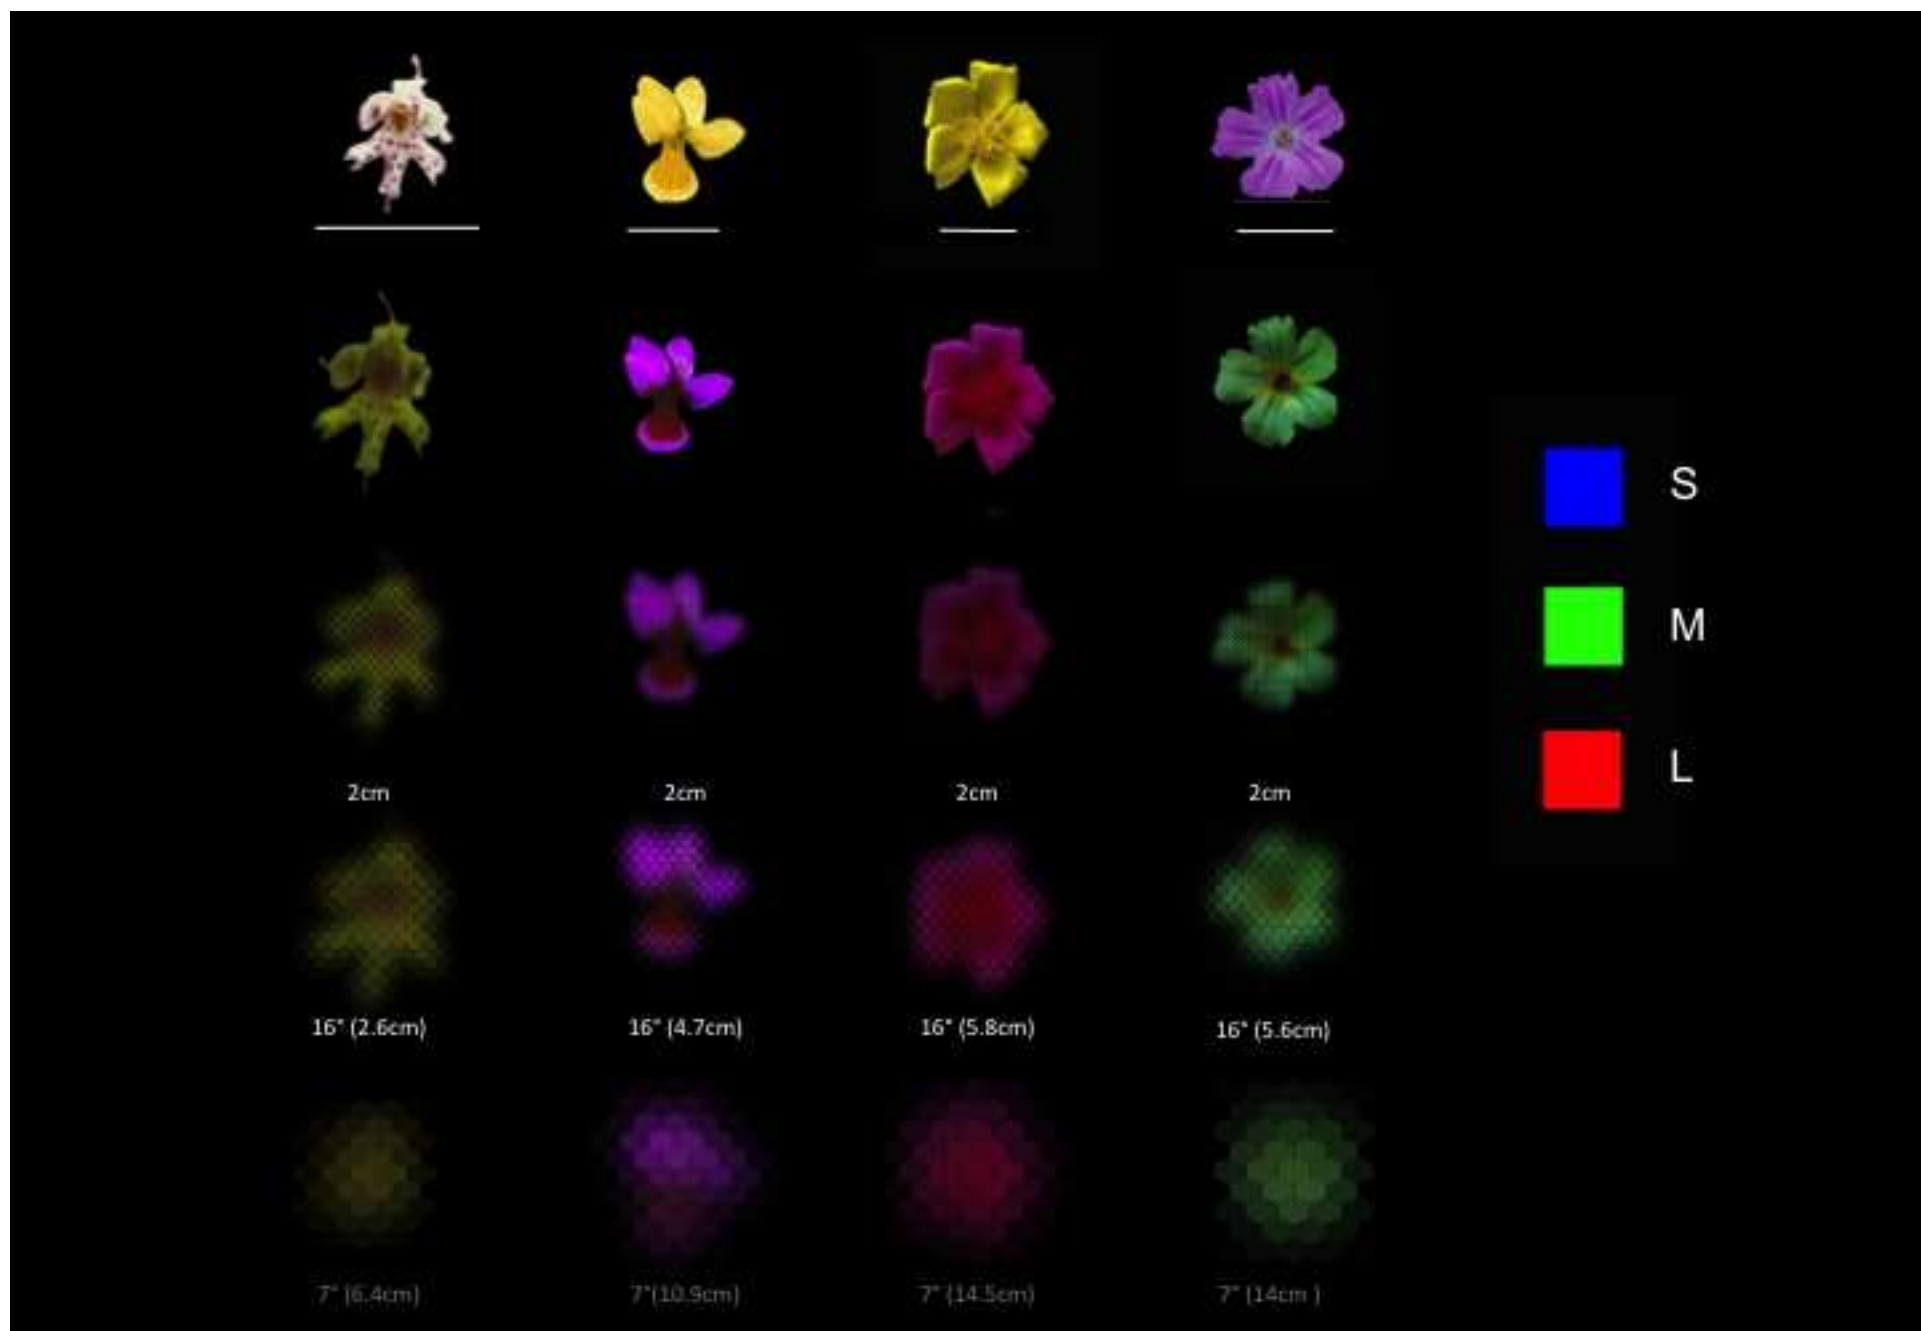 S
M
L
2cm 2cm 2cm 2cm
16° (2.6cm) 16° (4.7cm) 16° (5.8cm) 16° (5.6cm)
7° (6.4cm) 7°(10.9cm) 7° (14.5cm) 7° (14cm )